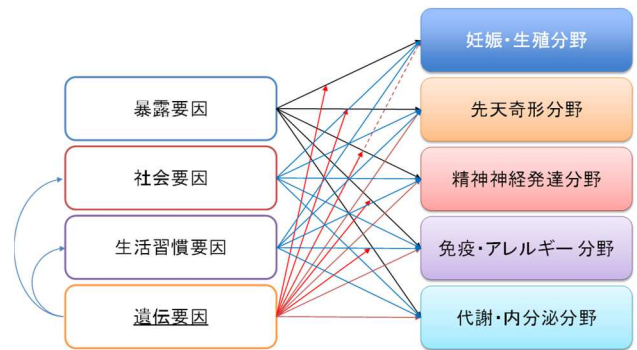 妊娠・生殖分野
暴露要因
先天奇形分野
社会要因
精神神経発達分野
生活習慣要因
免疫・アレルギー分野
遺伝要因
代謝・内分泌分野